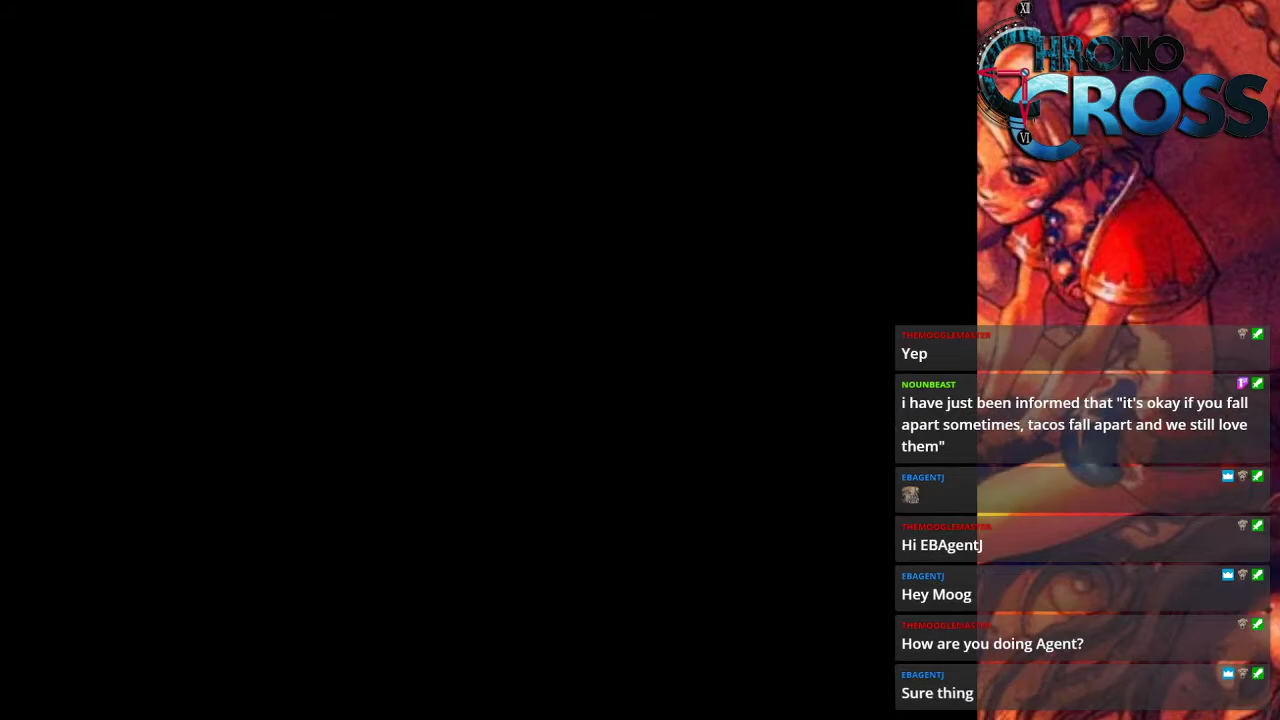 XII
CHRONO
CROSS
VI
THEMOOGLEMASTER
Yep
NOUNBEAST
i have just been informed that "it's okay if you fall
apart sometimes, tacos fall apart and we still love
them"
EBAGENTJ
THEMOOGLEMASTER
Hi EBAgentJ
EBAGENTJ
Hey Moog
THEMOOGLEMASTER
How are you doing Agent?
EBAGENTJ
Sure thing